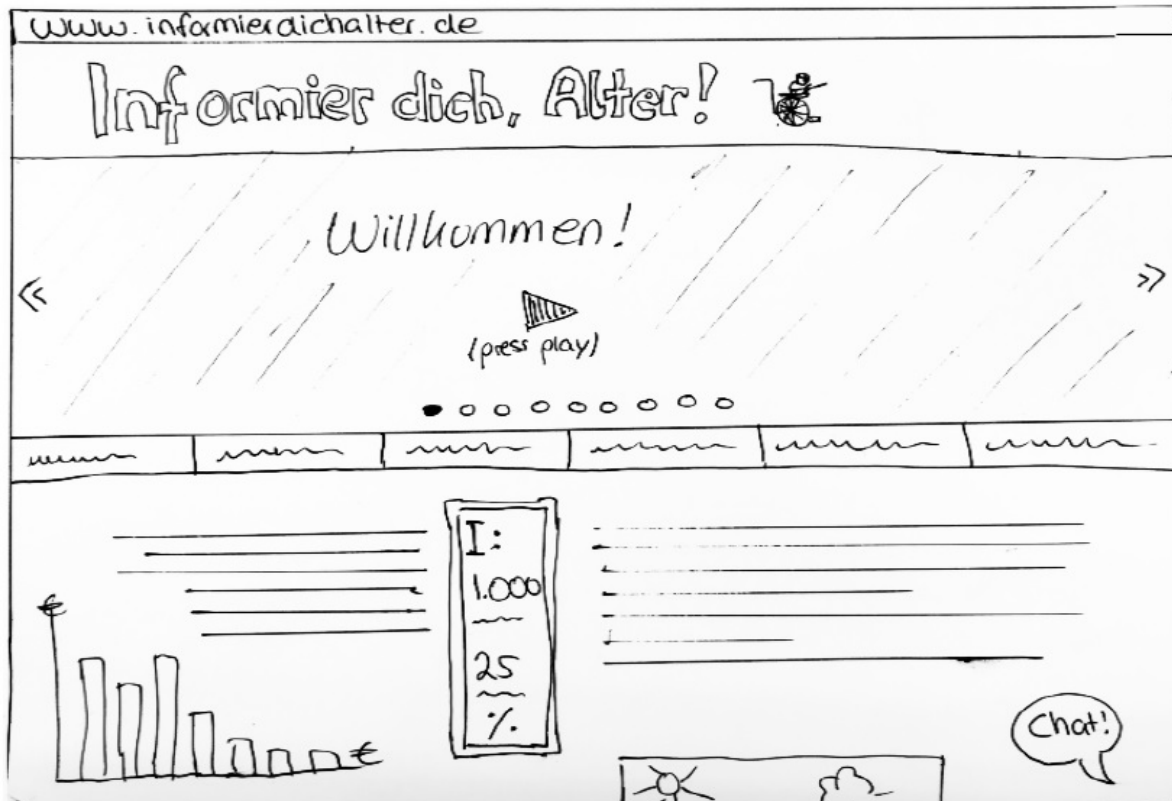 www.informierdichalter.de
Informier dich, Alter!
Willkommen!
(press play)
€
I:
1.000
25
%
€
Chat!